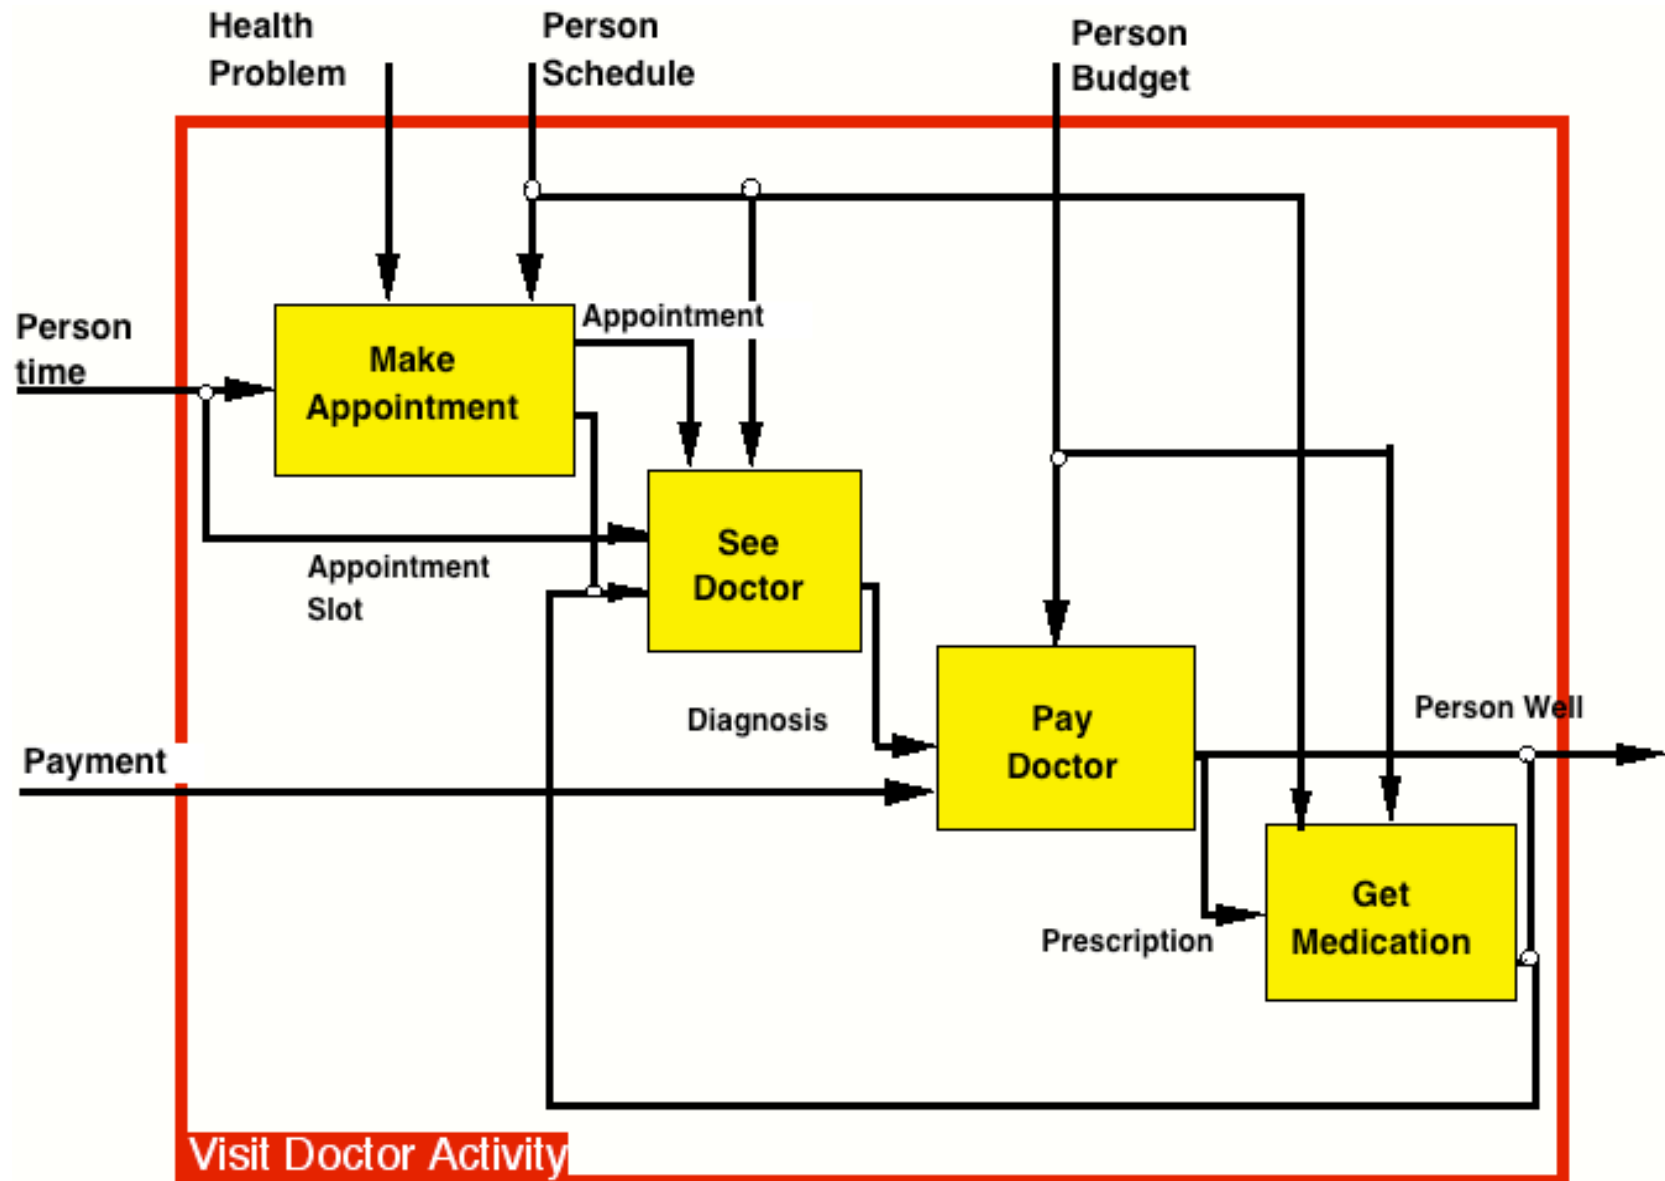 Health
Problem
Person
Schedule
Person
Budget
Person
time
Make
Appointment
Appointment
See
Doctor
Appointment
Slot
Diagnosis
Pay
Doctor
Person Well
Payment
Get
Medication
Prescription
Visit Doctor Activity